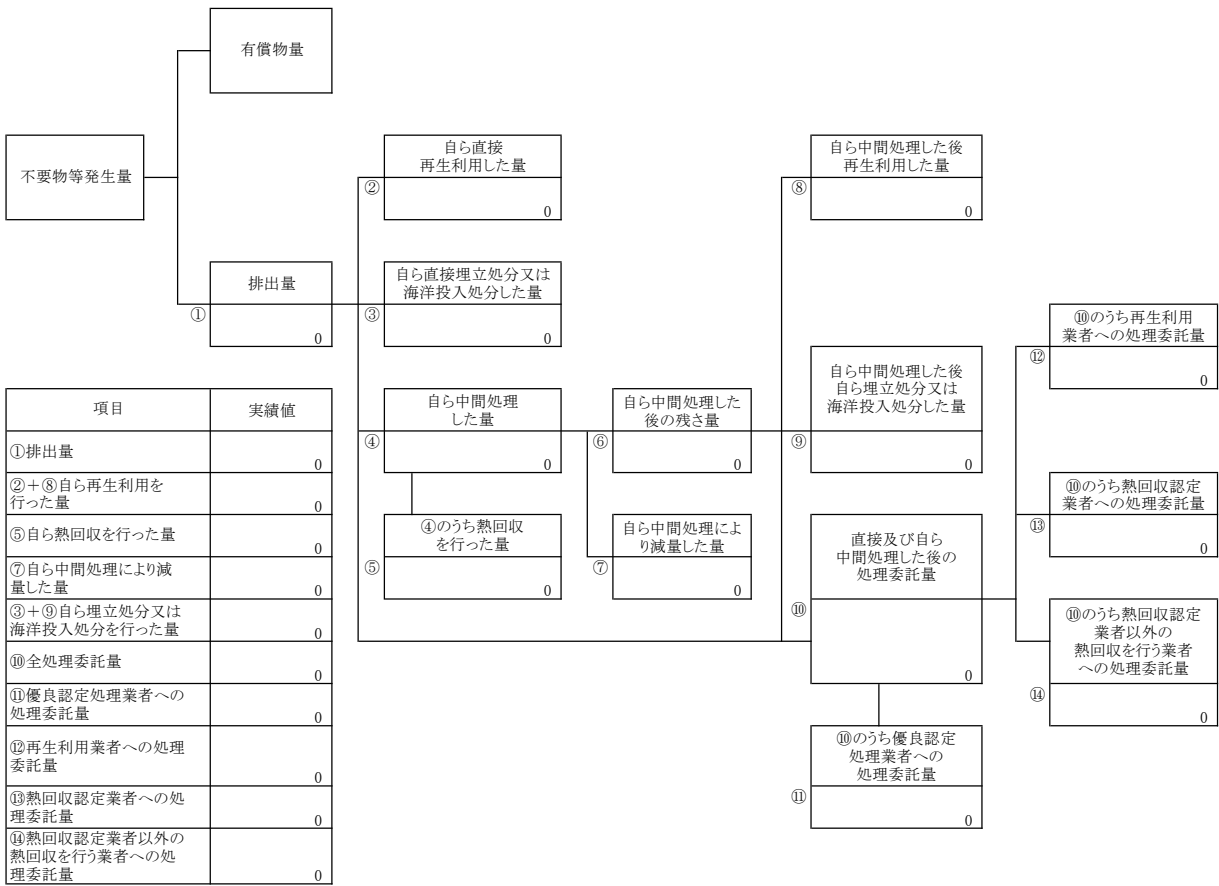 有償物量
不要物等発生量
自ら直接
再生利用した量
②
0
自ら中間処理した後
再生利用した量
⑧
0
排出量
①
0
自ら直接埋立処分又は
海洋投入処分した量
③
0
⑩のうち再生利用
業者への処理委託量
⑫
0
自ら中間処理した後
自ら埋立処分又は
海洋投入処分した量
⑨
0
自ら中間処理
した量
④
0
自ら中間処理した
後の残さ量
⑥
0
⑩のうち熱回収認定
業者への処理委託量
⑬
0
④のうち熱回収
を行った量
⑤
0
自ら中間処理によ
り減量した量
⑦
0
直接及び自ら
中間処理した後の
処理委託量
⑩
0
⑩のうち熱回収認定
業者以外の
熱回収を行う業者
への処理委託量
⑭
0
⑩のうち優良認定
処理業者への
処理委託量
⑪
0
項目 実績値
①排出量 0
②＋⑧自ら再生利用を
行った量 0
⑤自ら熱回収を行った量 0
⑦自ら中間処理により減
量した量 0
③＋⑨自ら埋立処分又は
海洋投入処分を行った量 0
⑩全処理委託量 0
⑪優良認定処理業者への
処理委託量 0
⑫再生利用業者への処理
委託量 0
⑬熱回収認定業者への処
理委託量 0
⑭熱回収認定業者以外の
熱回収を行う業者への処
理委託量 0